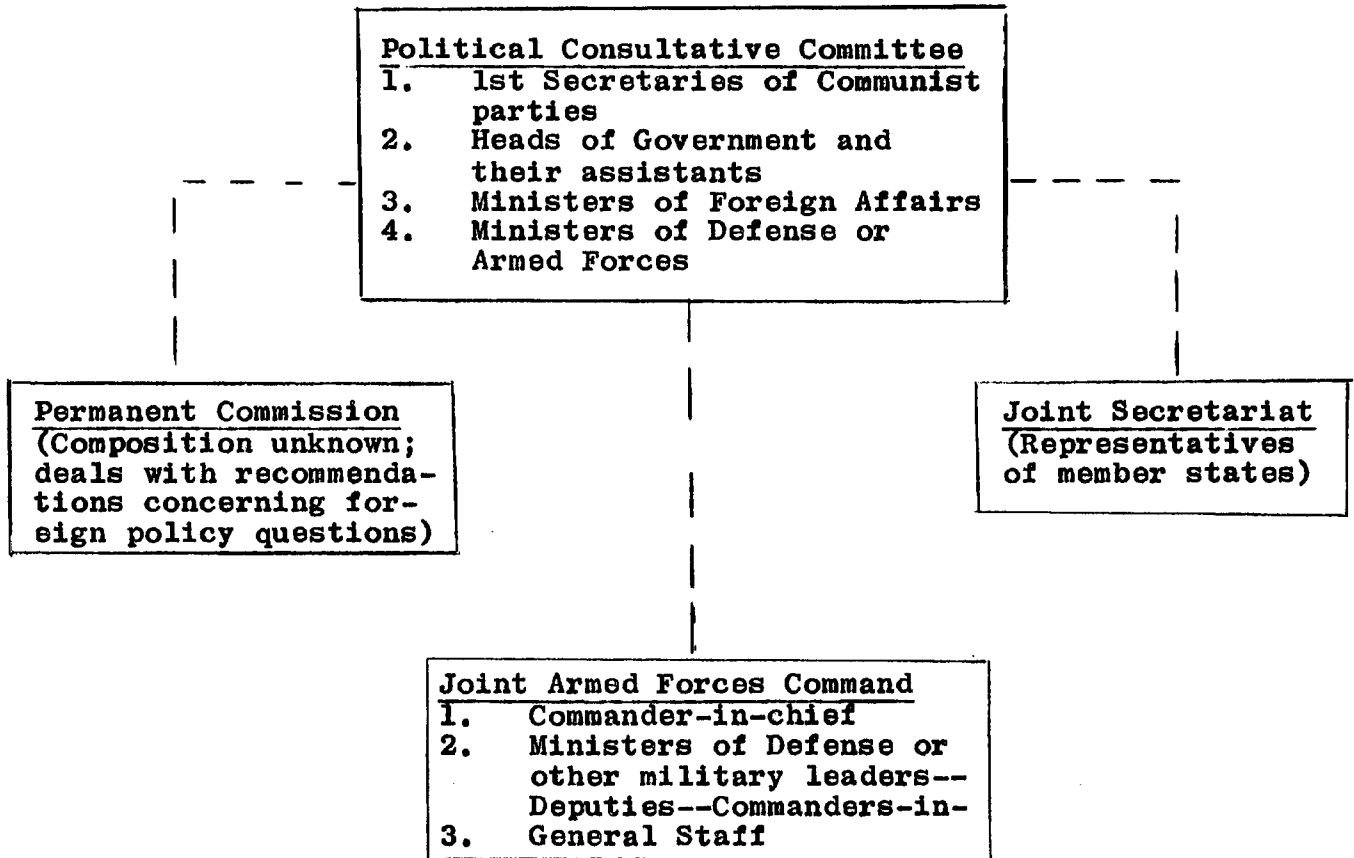 Political Consultative Committee
1. 1st Secretaries of Communist
parties
2. Heads of Government and
their assistants
3. Ministers of Foreign Affairs
4. Ministers of Defense or
Armed Forces
Permanent Commission
(Composition unknown;
deals with recommenda-
tions concerning for-
eign policy questions)
Joint Secretariat
(Representatives
of member states)
Joint Armed Forces Command
1. Commander-in-chief
2. Ministers of Defense or
other military leaders--
Deputies--Commanders-in-
3. General Staff